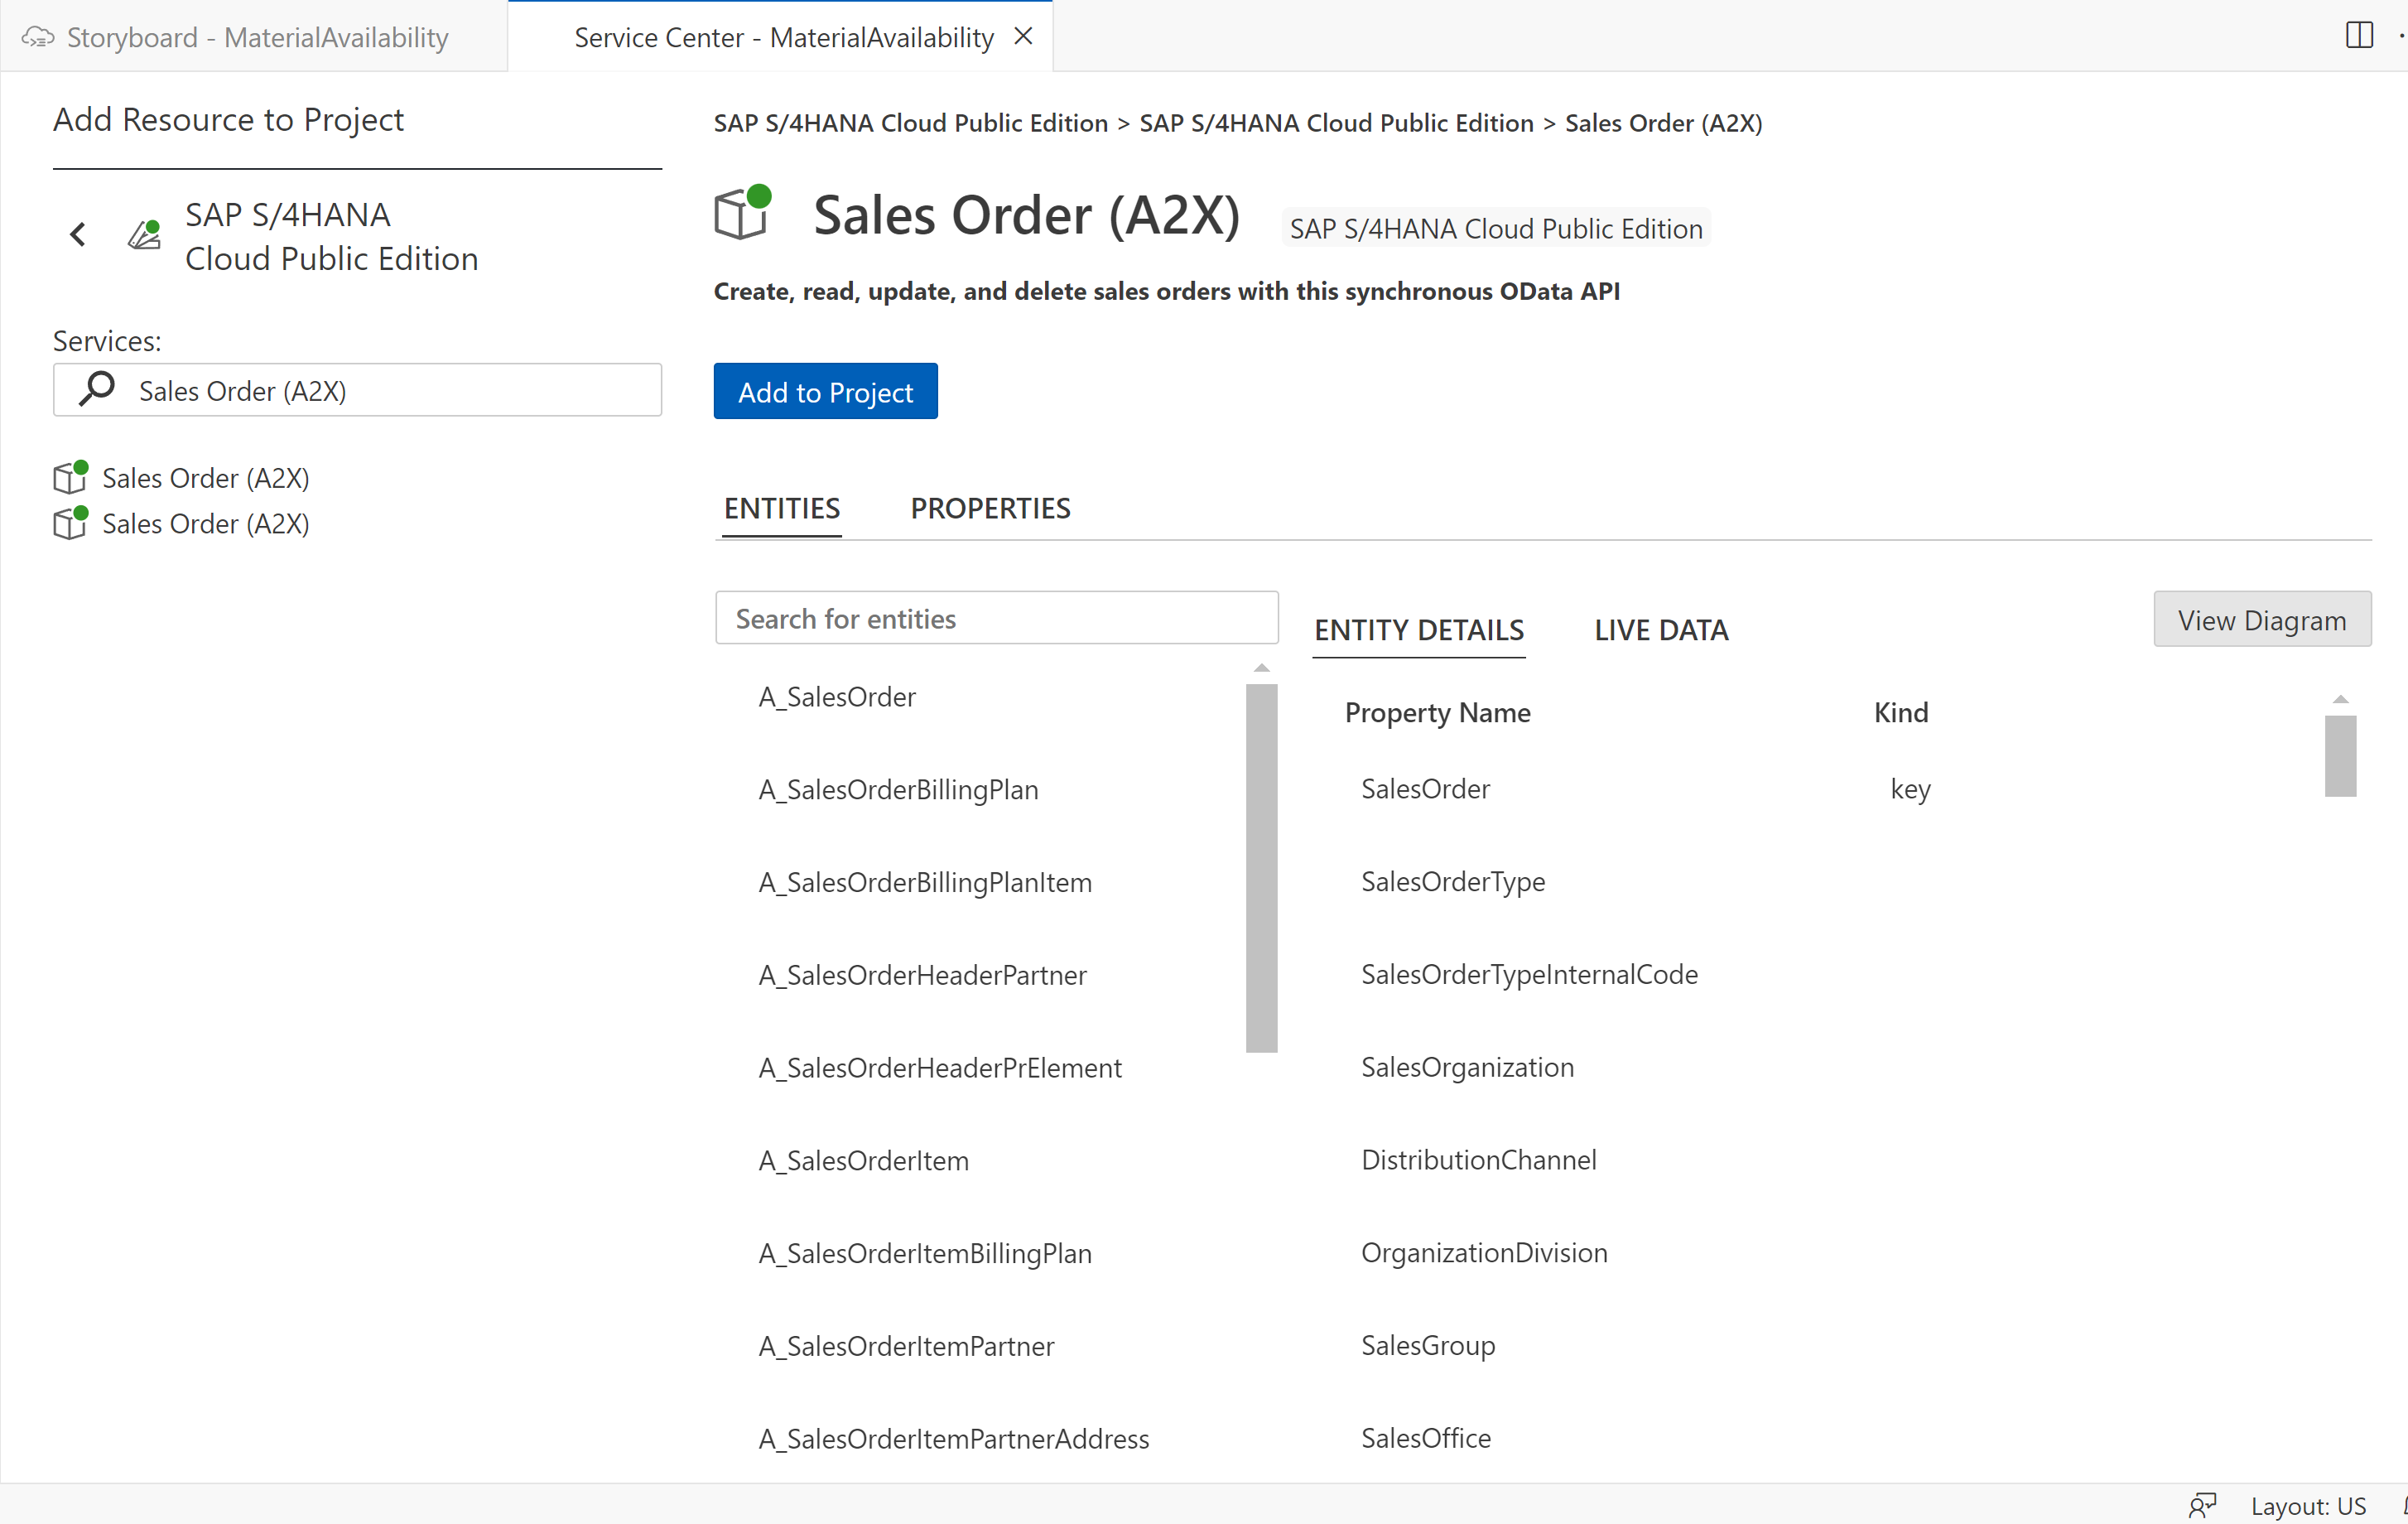 Storyboard - MaterialAvailability
Service Center - MaterialAvailability
Add Resource to Project
SAP S/4HANA
Cloud Public Edition
Services:
Sales Order (A2X)
Sales Order (A2X)
Sales Order (A2X)
SAP S/4HANA Cloud Public Edition > SAP S/4HANA Cloud Public Edition > Sales Order (A2X)
Sales Order (A2X)
SAP S/4HANA Cloud Public Edition
Create, read, update, and delete sales orders with this synchronous OData API
Add to Project
ENTITIES
PROPERTIES
Search for entities
A_SalesOrder
A_SalesOrderBillingPlan
A_SalesOrderBillingPlanItem
A_SalesOrderHeaderPartner
A_SalesOrderHeaderPrElement
A_SalesOrderItem
A_SalesOrderItemBillingPlan
A_SalesOrderItemPartner
A_SalesOrderItemPartnerAddress
ENTITY DETAILS
LIVE DATA
View Diagram
Property Name Kind
SalesOrder key
SalesOrderType
SalesOrderTypeInternalCode
SalesOrganization
DistributionChannel
OrganizationDivision
SalesGroup
SalesOffice
Layout: US